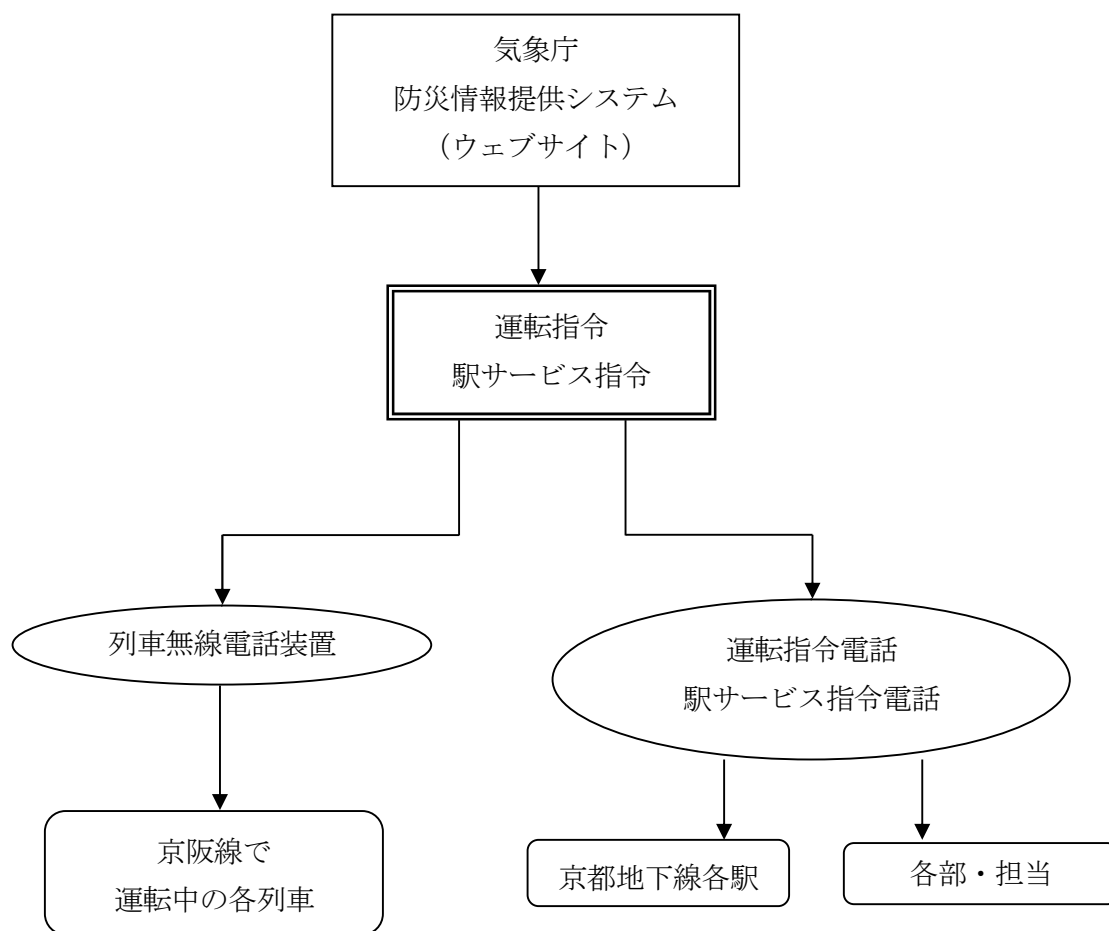 気象庁
防災情報提供システム
（ウェブサイト）
運転指令
駅サービス指令
列車無線電話装置
運転指令電話
駅サービス指令電話
京阪線で
運転中の各列車
京都地下線各駅
各部・担当